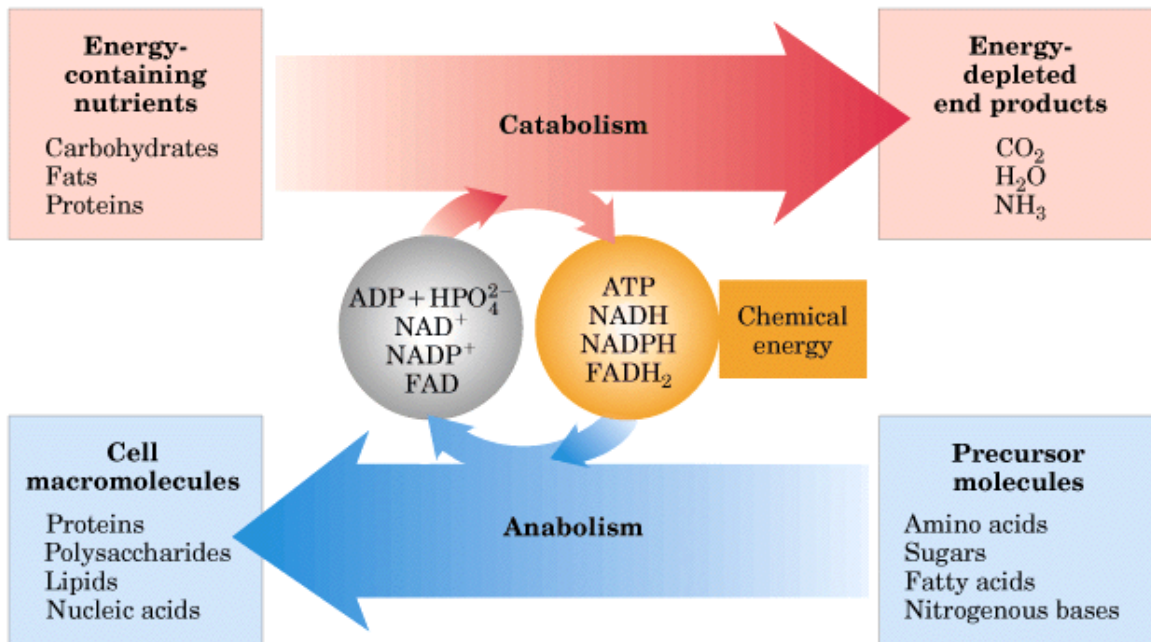 Energy-
containing
nutrients
Carbohydrates
Fats
Proteins
Catabolism
Energy-
depleted
end products
CO₂
H₂O
NH₃
ADP + HPO₄²⁻
NAD⁺
NADP⁺
FAD
ATP
NADH
NADPH
FADH₂
Chemical
energy
Cell
macromolecules
Proteins
Polysaccharides
Lipids
Nucleic acids
Anabolism
Precursor
molecules
Amino acids
Sugars
Fatty acids
Nitrogenous bases